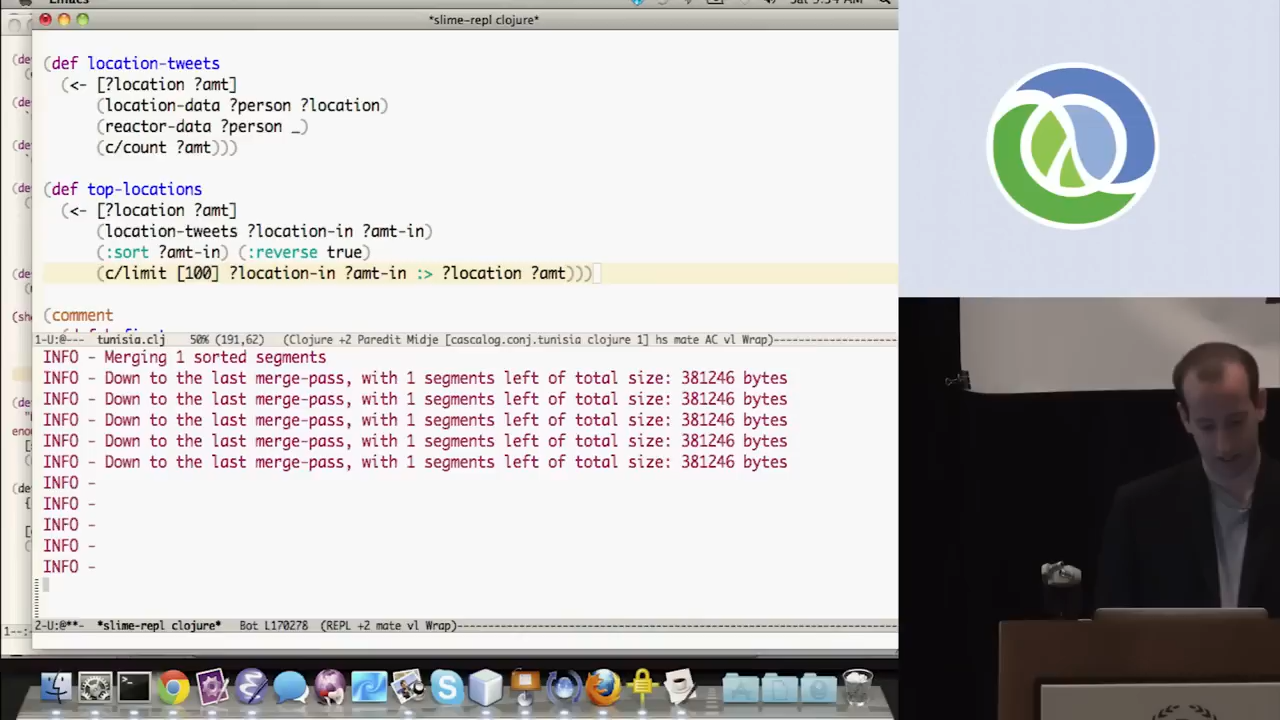 Emacs
*slime-repl clojure*
(def location-tweets
(<- [?location ?amt]
(location-data ?person ?location)
(reactor-data ?person _)
(c/count ?amt)))
(def top-locations
(<- [?location ?amt]
(location-tweets ?location-in ?amt-in)
(:sort ?amt-in) (:reverse true)
(c/limit [100] ?location-in ?amt-in :> ?location ?amt)))
(comment
1-U:@--- tunisia.clj 50% (191,62) (Clojure +2 Paredit Midje [cascalog.conj.tunisia clojure 1] hs mate AC vl Wrap)
INFO - Merging 1 sorted segments
INFO - Down to the last merge-pass, with 1 segments left of total size: 381246 bytes
INFO - Down to the last merge-pass, with 1 segments left of total size: 381246 bytes
INFO - Down to the last merge-pass, with 1 segments left of total size: 381246 bytes
INFO - Down to the last merge-pass, with 1 segments left of total size: 381246 bytes
INFO - Down to the last merge-pass, with 1 segments left of total size: 381246 bytes
INFO -
INFO -
INFO -
INFO -
INFO -
2-U:@**- *slime-repl clojure* Bot L170278 (REPL +2 mate vl Wrap)